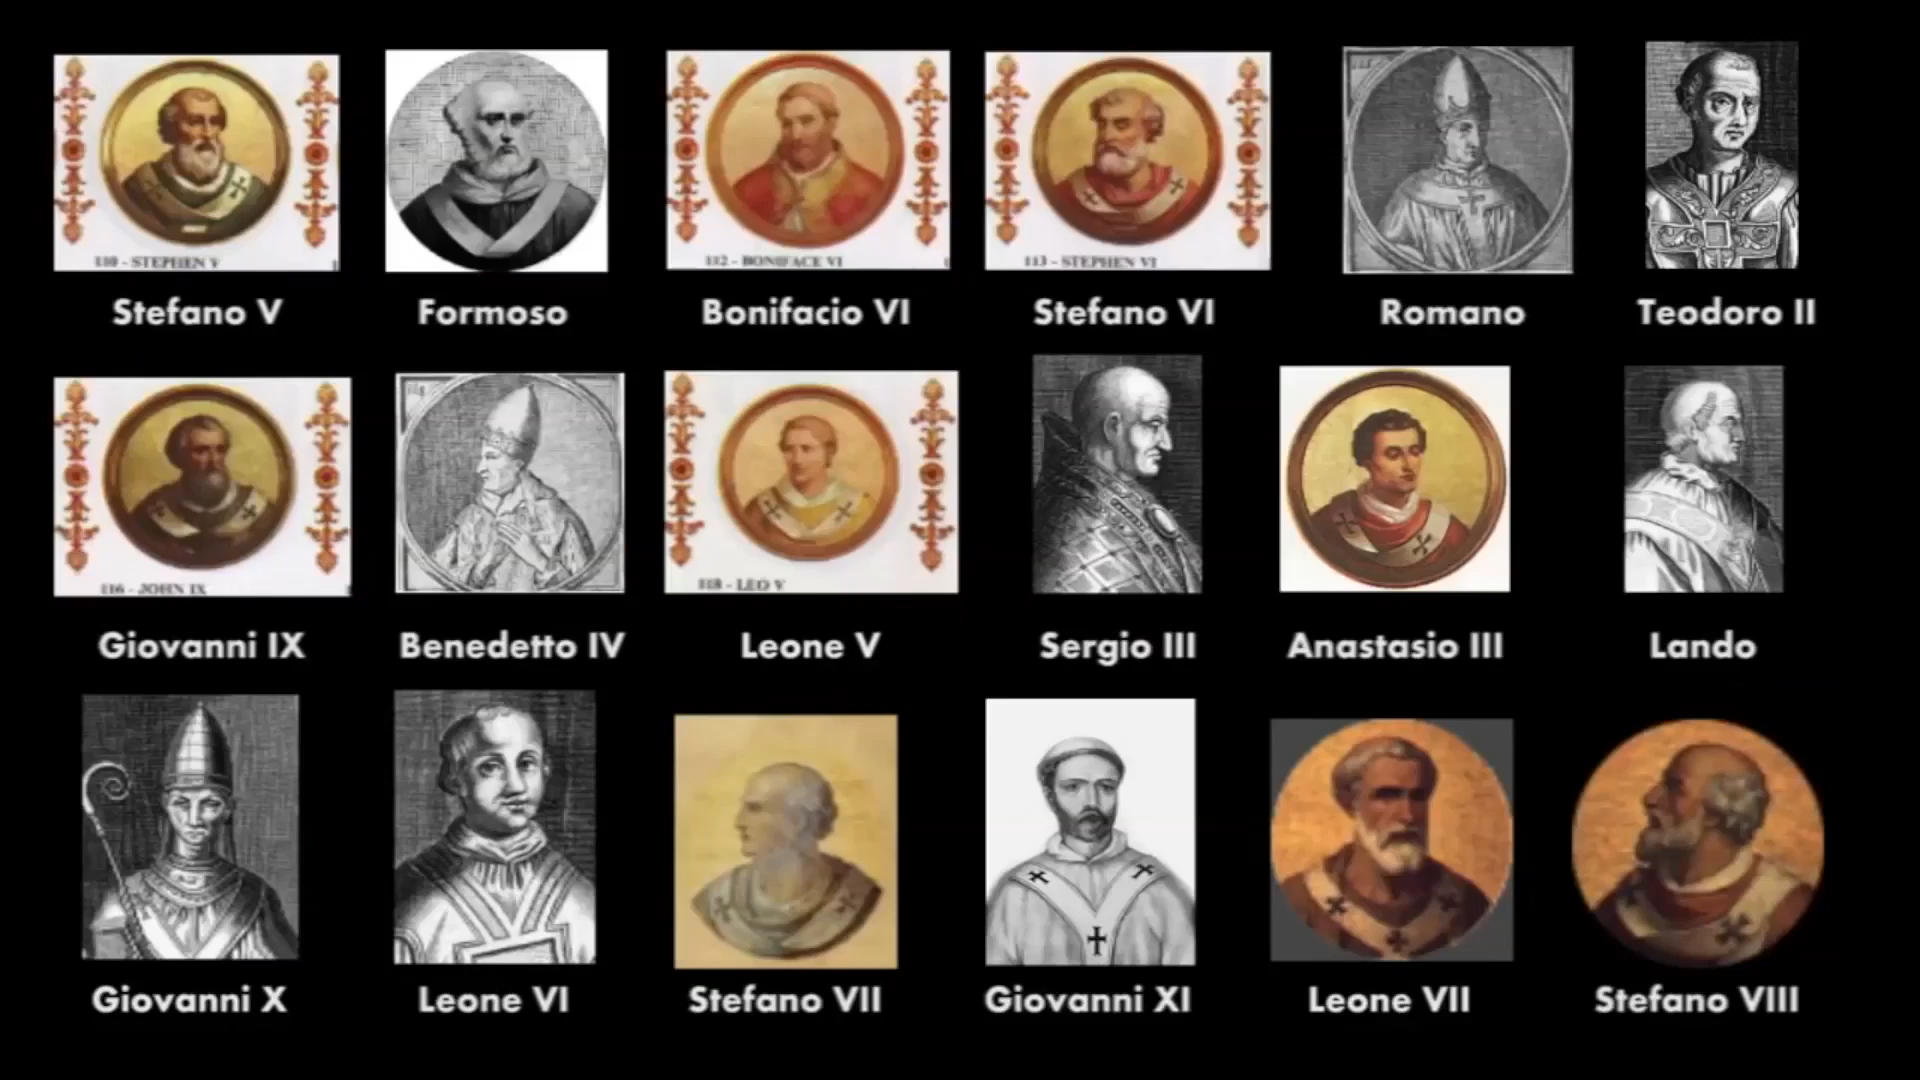 110 - STEPHEN V
112 - BONIFACE VI
113 - STEPHEN VI
Stefano V
Formoso
Bonifacio VI
Stefano VI
Romano
Teodoro II
116 - JOHN IX
118 - LEO V
Giovanni IX
Benedetto IV
Leone V
Sergio III
Anastasio III
Lando
Giovanni X
Leone VI
Stefano VII
Giovanni XI
Leone VII
Stefano VIII